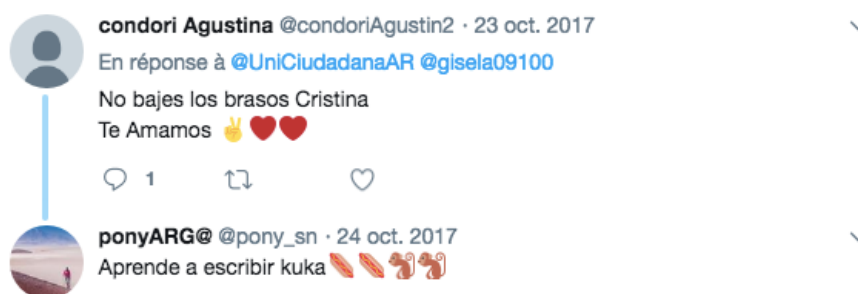 condori Agustina @condoriAgustin2 · 23 oct. 2017
En réponse à @UniCiudadanaAR @gisela09100
No bajes los brasos Cristina
Te Amamos ✌️❤️❤️
1
ponyARG@ @pony_sn · 24 oct. 2017
Aprende a escribir kuka🌭🌭🐒🐒